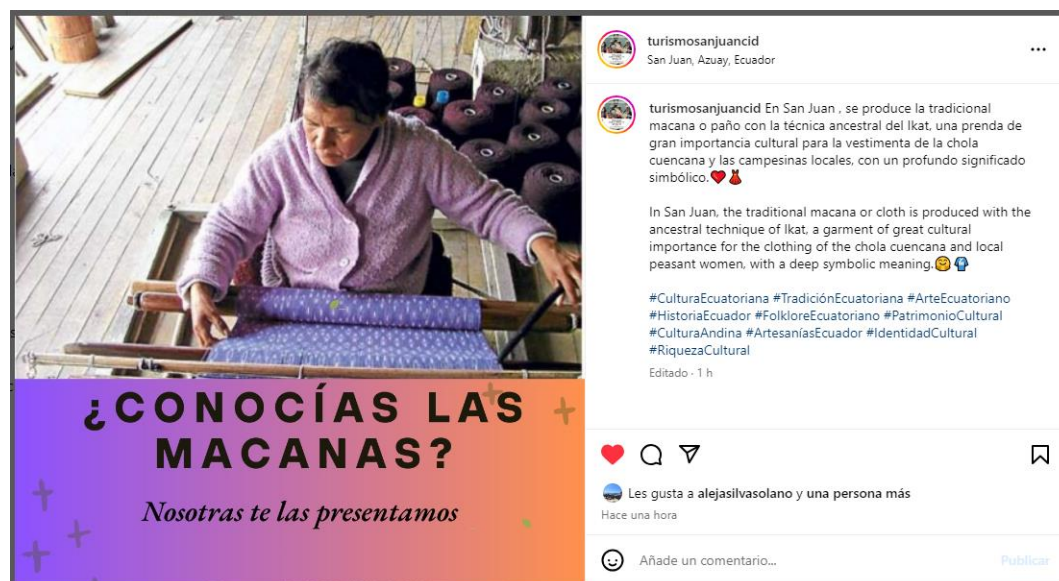 ¿CONOCÍAS LAS
MACANAS?
Nosotras te las presentamos
turismosanjuancid
San Juan, Azuay, Ecuador
turismosanjuancid En San Juan , se produce la tradicional
macana o paño con la técnica ancestral del Ikat, una prenda de
gran importancia cultural para la vestimenta de la chola
cuencana y las campesinas locales, con un profundo significado
simbólico.❤️💃
In San Juan, the traditional macana or cloth is produced with the
ancestral technique of Ikat, a garment of great cultural
importance for the clothing of the chola cuencana and local
peasant women, with a deep symbolic meaning.
#CulturaEcuatoriana #TradiciónEcuatoriana #ArteEcuatoriano
#HistoriaEcuador #FolkloreEcuatoriano #PatrimonioCultural
#CulturaAndina #ArtesaníasEcuador #IdentidadCultural
#RiquezaCultural
Editado · 1 h
Les gusta a alejasilvasolano y una persona más
Hace una hora
Añade un comentario...
Publicar